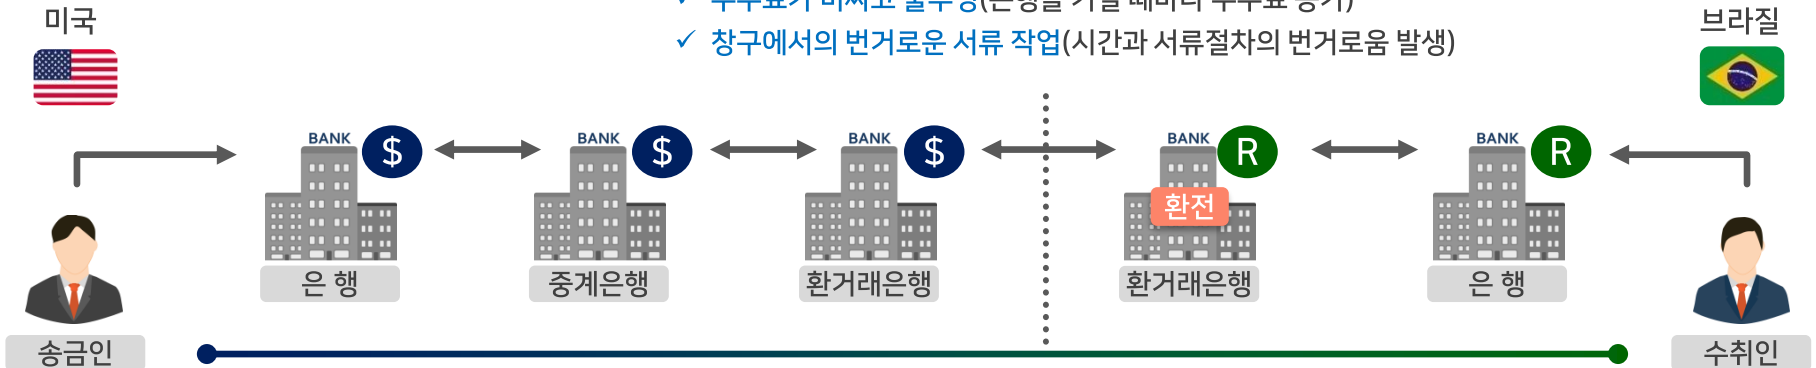 미국
브라질
창구에서의 번거로운 서류 작업(시간과 서류절차의 번거로움 발생)
BANK $
BANK $
BANK $
BANK R
BANK R
환전
은 행
중계은행
환거래은행
환거래은행
은 행
송금인
수취인